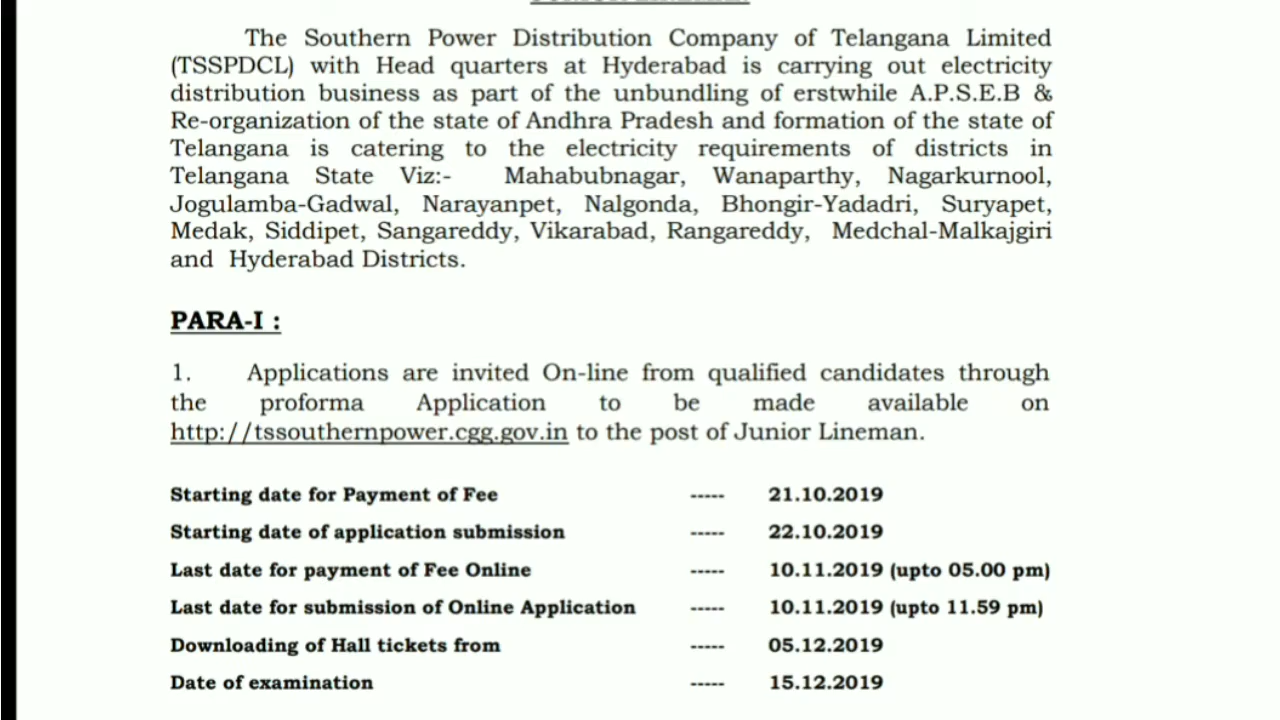 The Southern Power Distribution Company of Telangana Limited
(TSSPDCL) with Head quarters at Hyderabad is carrying out electricity
distribution business as part of the unbundling of erstwhile A.P.S.E.B &
Re-organization of the state of Andhra Pradesh and formation of the state of
Telangana is catering to the electricity requirements of districts in
Telangana State Viz:- Mahabubnagar, Wanaparthy, Nagarkurnool,
Jogulamba-Gadwal, Narayanpet, Nalgonda, Bhongir-Yadadri, Suryapet,
Medak, Siddipet, Sangareddy, Vikarabad, Rangareddy, Medchal-Malkajgiri
and Hyderabad Districts.
PARA-I :
1. Applications are invited On-line from qualified candidates through
the proforma Application to be made available on
http://tssouthernpower.cgg.gov.in to the post of Junior Lineman.
Starting date for Payment of Fee ----- 21.10.2019
Starting date of application submission ----- 22.10.2019
Last date for payment of Fee Online ----- 10.11.2019 (upto 05.00 pm)
Last date for submission of Online Application ----- 10.11.2019 (upto 11.59 pm)
Downloading of Hall tickets from ----- 05.12.2019
Date of examination ----- 15.12.2019